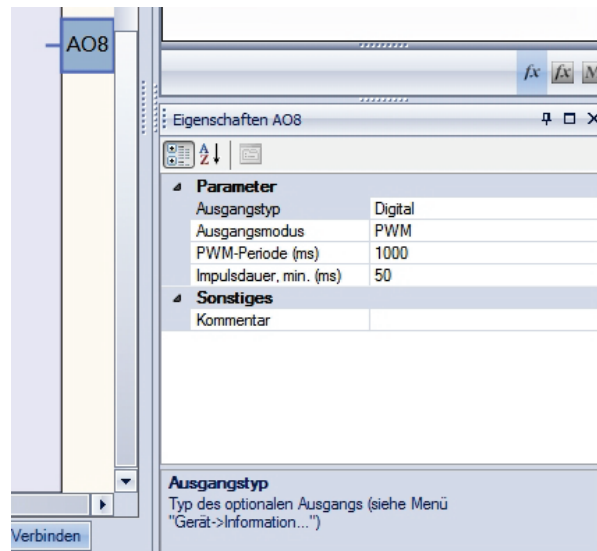 AO8
fx fx M
Eigenschaften AO8
A
Z
Parameter
Ausgangstyp Digital
Ausgangsmodus PWM
PWM-Periode (ms) 1000
Impulsdauer, min. (ms) 50
Sonstiges
Kommentar
Ausgangstyp
Typ des optionalen Ausgangs (siehe Menü
"Gerät->Information...")
Verbinden